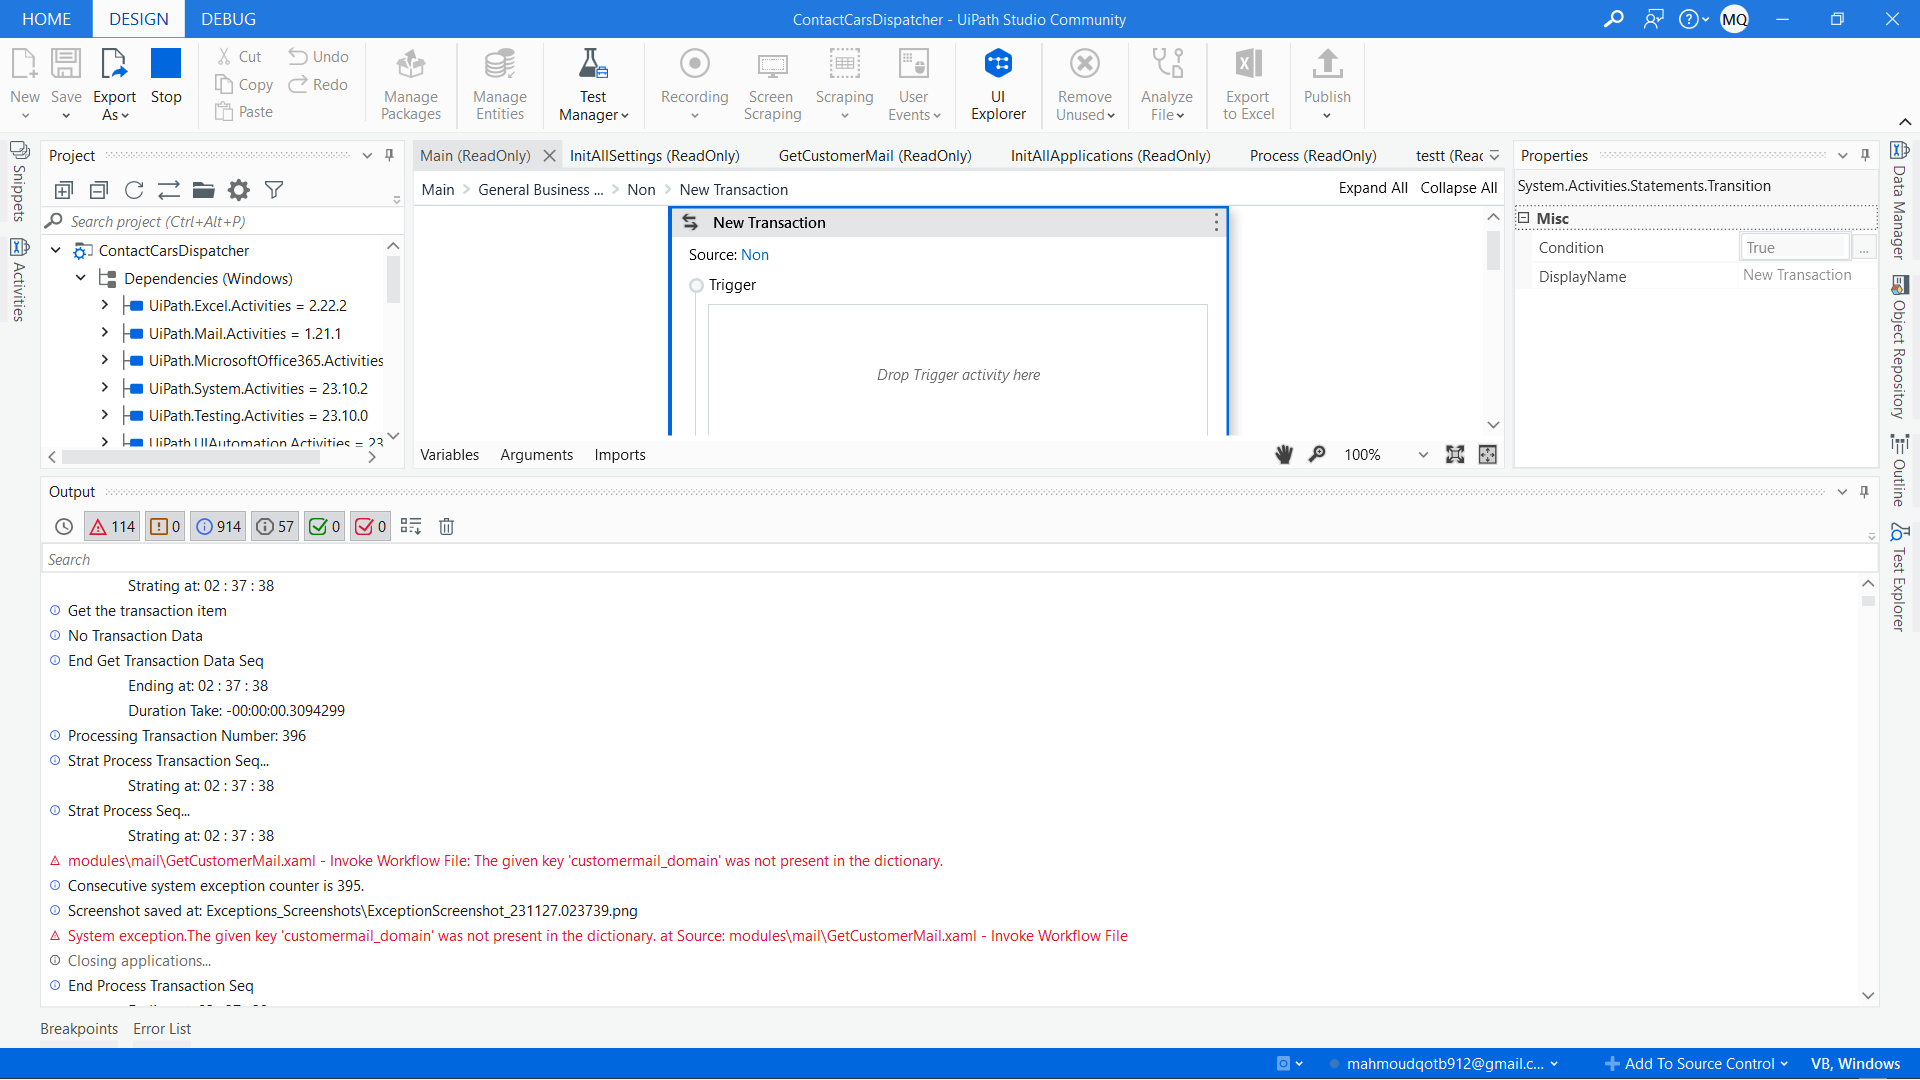 HOME DESIGN DEBUG
ContactCarsDispatcher - UiPath Studio Community
MQ
New
Save
Export As
Stop
Cut
Copy
Paste
Undo
Redo
Manage Packages
Manage Entities
Test Manager
Recording
Screen Scraping
Scraping
User Events
UI Explorer
Remove Unused
Analyze File
Export to Excel
Publish
Snippets
Activities
Project
Search project (Ctrl+Alt+P)
ContactCarsDispatcher
Dependencies (Windows)
UiPath.Excel.Activities = 2.22.2
UiPath.Mail.Activities = 1.21.1
UiPath.MicrosoftOffice365.Activities
UiPath.System.Activities = 23.10.2
UiPath.Testing.Activities = 23.10.0
UiPath.UIAutomation.Activities = 23
Main (ReadOnly) InitAllSettings (ReadOnly) GetCustomerMail (ReadOnly) InitAllApplications (ReadOnly) Process (ReadOnly) testt (Reac
Main > General Business ... > Non > New Transaction
Expand All Collapse All
New Transaction
Source: Non
Trigger
Drop Trigger activity here
Variables Arguments Imports
100%
Properties
System.Activities.Statements.Transition
Misc
Condition True ...
DisplayName New Transaction
Data Manager
Object Repository
Outline
Test Explorer
Output
114 0 914 57 0 0
Search
Strating at: 02 : 37 : 38
Get the transaction item
No Transaction Data
End Get Transaction Data Seq
Ending at: 02 : 37 : 38
Duration Take: -00:00:00.3094299
Processing Transaction Number: 396
Strat Process Transaction Seq...
Strating at: 02 : 37 : 38
Strat Process Seq...
Strating at: 02 : 37 : 38
modules\mail\GetCustomerMail.xaml - Invoke Workflow File: The given key 'customermail_domain' was not present in the dictionary.
Consecutive system exception counter is 395.
Screenshot saved at: Exceptions_Screenshots\ExceptionScreenshot_231127.023739.png
System exception.The given key 'customermail_domain' was not present in the dictionary. at Source: modules\mail\GetCustomerMail.xaml - Invoke Workflow File
Closing applications...
End Process Transaction Seq
Breakpoints Error List
mahmoudqotb912@gmail.c...
Add To Source Control
VB, Windows